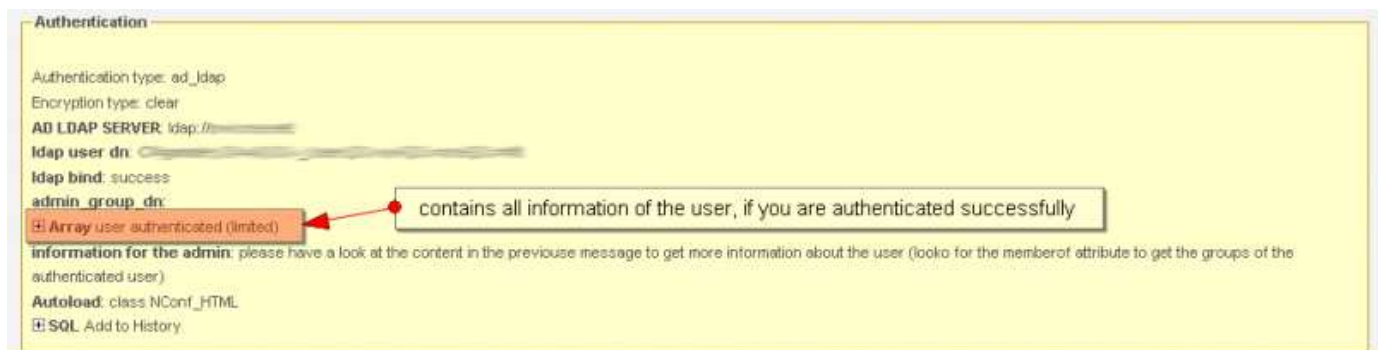 Authentication
Authentication type: ad_ldap
Encryption type: clear
AD LDAP SERVER: ldap://
ldap user dn:
ldap bind: success
admin_group_dn:
contains all information of the user, if you are authenticated successfully
Array user authenticated (limited)
information for the admin: please have a look at the content in the previouse message to get more information about the user (looko for the memberof attribute to get the groups of the
authenticated user)
Autoload: class NConf_HTML
SQL Add to History